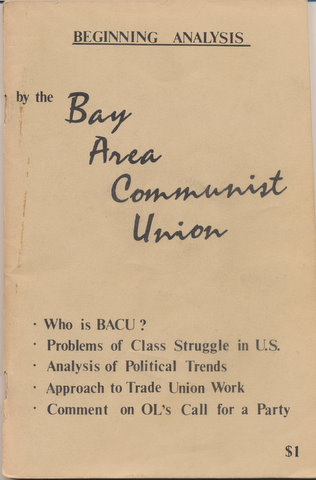 BEGINNING ANALYSIS
by the Bay
Area
Communist
Union
· Who is BACU?
· Problems of Class Struggle in U.S.
· Analysis of Political Trends
· Approach to Trade Union Work
· Comment on OL's Call for a Party
$1